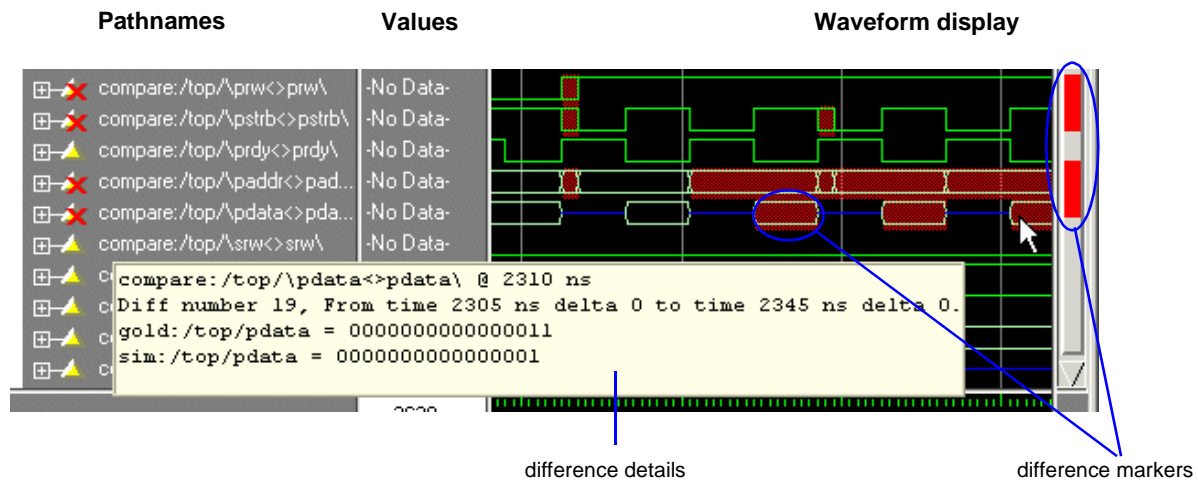 Pathnames Values Waveform display
compare:/top/\prw<>prw\ -No Data-
compare:/top/\pstrb<>pstrb\ -No Data-
compare:/top/\prdy<>prdy\ -No Data-
compare:/top/\paddr<>pad... -No Data-
compare:/top/\pdata<>pda... -No Data-
compare:/top/\srw<>srw\ -No Data-
compare:/top/\pdata<>pdata\ @ 2310 ns
Diff number 19, From time 2305 ns delta 0 to time 2345 ns delta 0.
gold:/top/pdata = 0000000000000011
sim:/top/pdata = 0000000000000001
difference details difference markers